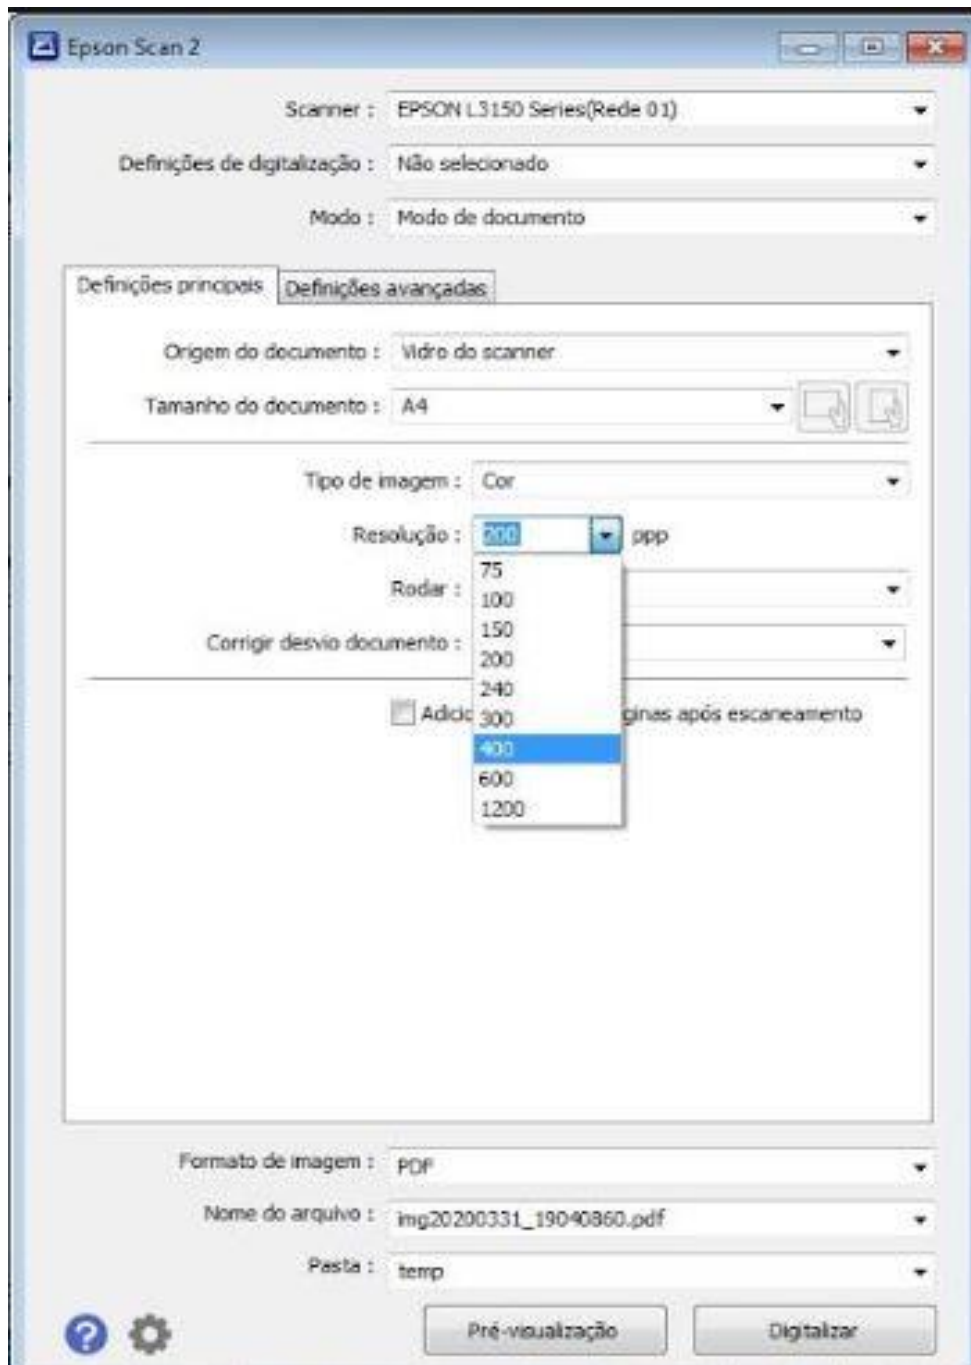 Epson Scan 2
Scanner : EPSON L3150 Series(Rede 01)
Definições de digitalização : Não selecionado
Modo : Modo de documento
Definições principais Definições avançadas
Origem do documento : Vidro do scanner
Tamanho do documento : A4
Tipo de imagem : Cor
Resolução : 200 ppp
75
Rodar :
100
150
Corrigir desvio documento :
200
240
300
após escaneamento
400
600
1200
Formato de imagem : PDF
Nome do arquivo : img20200331_19040860.pdf
Pasta : temp
? Pré-visualização Digitalizar